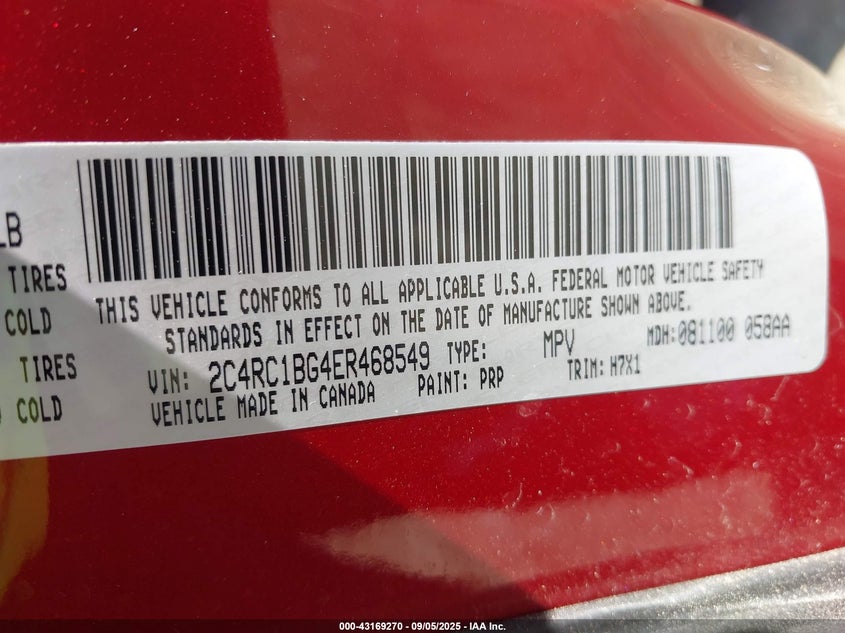 LB
TIRES
COLD
TIRES
COLD
THIS VEHICLE CONFORMS TO ALL APPLICABLE U.S.A. FEDERAL MOTOR VEHICLE SAFETY
STANDARDS IN EFFECT ON THE DATE OF MANUFACTURE SHOWN ABOVE.
VIN: 2C4RC1BG4ER468549 TYPE: MPV MDH:081100 058AA
VEHICLE MADE IN CANADA PAINT: PRP TRIM: H7X1
000-43169270 - 09/05/2025 - IAA Inc.